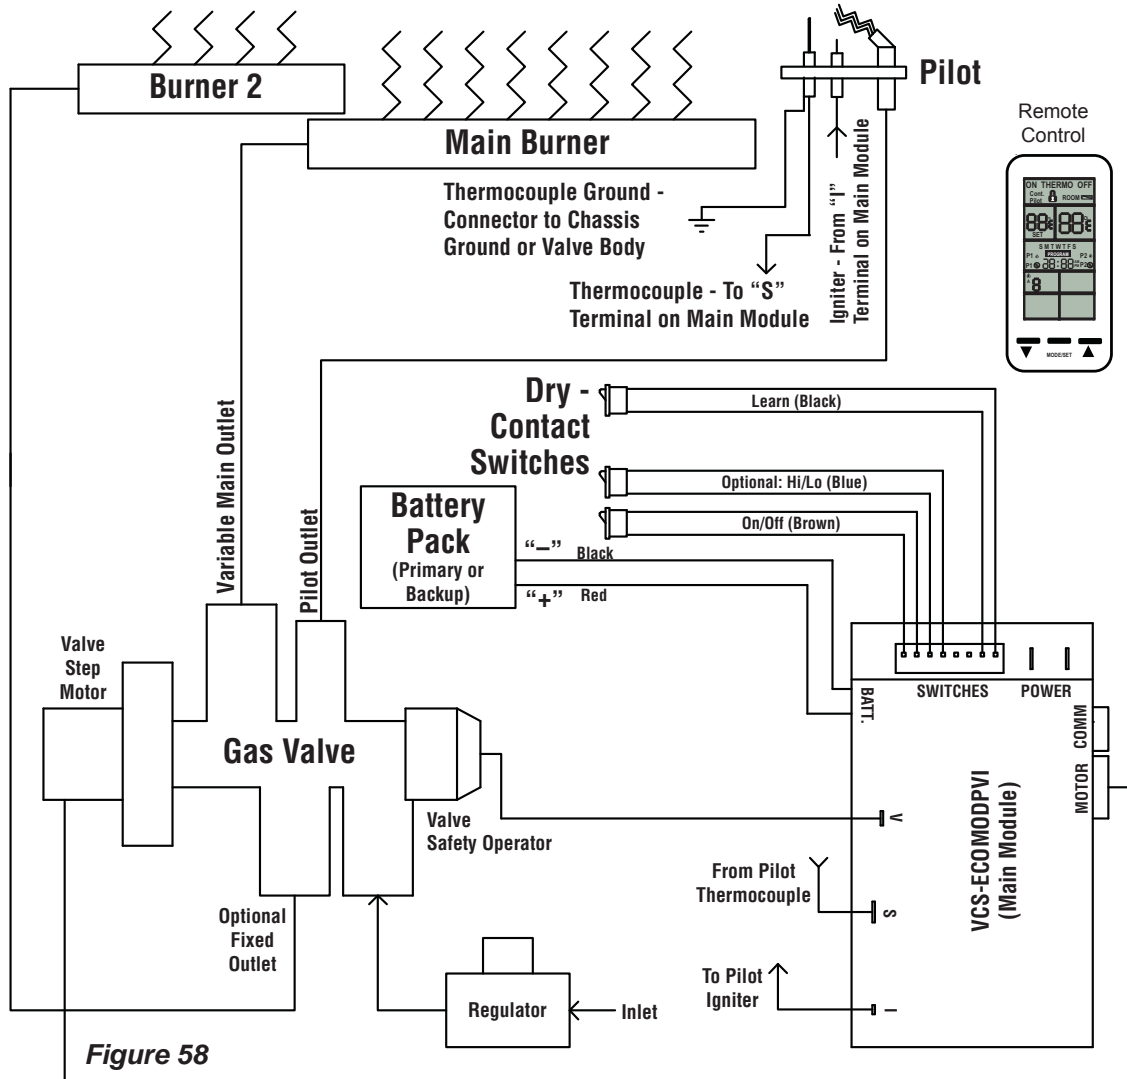 Burner 2
Main Burner
Pilot
Remote
Control
ON THERMO OFF
Cont.
Pilot
ROOM
SET
S M T W T F S
P1
PROGRAM
P2
P1
P2
8
MODE/SET
Thermocouple Ground -
Connector to Chassis
Ground or Valve Body
Thermocouple - To “S”
Terminal on Main Module
Igniter - From “I”
Terminal on Main Module
Dry -
Contact
Switches
Learn (Black)
Optional: Hi/Lo (Blue)
On/Off (Brown)
Battery
Pack
(Primary or
Backup)
“–”
Black
“+”
Red
Variable Main Outlet
Pilot Outlet
Valve
Step
Motor
Gas Valve
Valve
Safety Operator
Optional
Fixed
Outlet
Regulator
Inlet
SWITCHES
POWER
BATT.
COMM
MOTOR
VCS-ECOMODPVI
(Main Module)
V
From Pilot
Thermocouple
S
To Pilot
Igniter
I
Figure 58